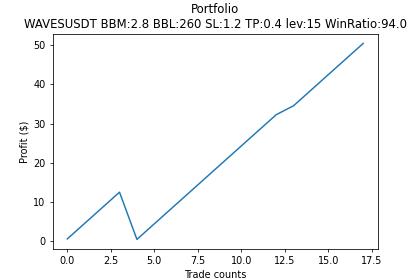 Portfolio
WAVESUSDT BBM:2.8 BBL:260 SL:1.2 TP:0.4 lev:15 WinRatio:94.0
50
40
30
20
10
0
Profit ($)
0.0 2.5 5.0 7.5 10.0 12.5 15.0 17.5
Trade counts